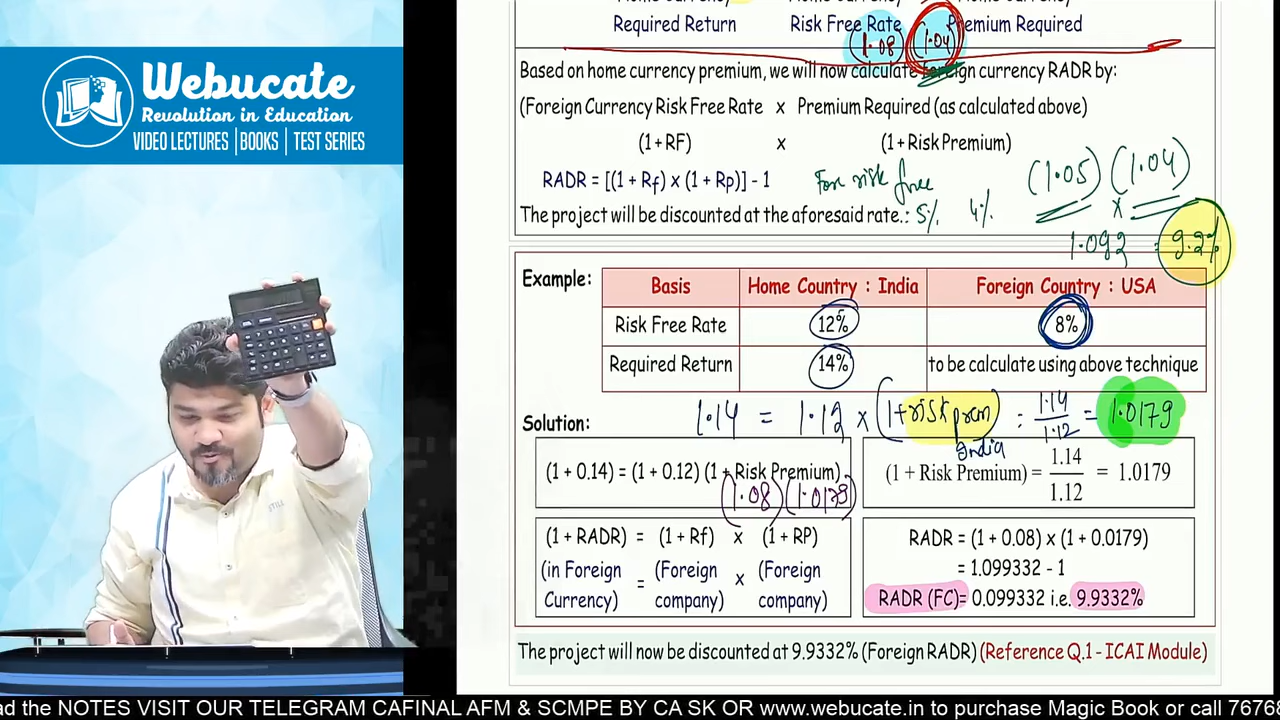 Webucate
Revolution in Education
VIDEO LECTURES | BOOKS | TEST SERIES
Required Return Risk Free Rate Premium Required
(1.08) (1.04)
Based on home currency premium, we will now calculate foreign currency RADR by:
(Foreign Currency Risk Free Rate x Premium Required (as calculated above)
(1 + RF) x (1 + Risk Premium)
RADR = [(1 + Rf) x (1 + Rp)] - 1
For risk free
(1.05) (1.04)
x
The project will be discounted at the aforesaid rate.: 5% 4%
1.092 = 9.2%
Example:
Basis Home Country : India Foreign Country : USA
Risk Free Rate 12% 8%
Required Return 14% to be calculate using above technique
Solution:
1.14 = 1.12 x (1+risk prem) : 1.14/1.12 = 1.0179
India
(1 + 0.14) = (1 + 0.12) (1 + Risk Premium)
(1 + Risk Premium) = 1.14/1.12 = 1.0179
(1.08) (1.0179)
(1 + RADR) = (1 + Rf) x (1 + RP)
(in Foreign Currency) = (Foreign company) x (Foreign company)
RADR = (1 + 0.08) x (1 + 0.0179)
= 1.099332 - 1
RADR (FC)= 0.099332 i.e. 9.9332%
The project will now be discounted at 9.9332% (Foreign RADR) (Reference Q.1 - ICAI Module)
STILL
ad the NOTES VISIT OUR TELEGRAM CAFINAL AFM & SCMPE BY CA SK OR www.webucate.in to purchase Magic Book or call 7676